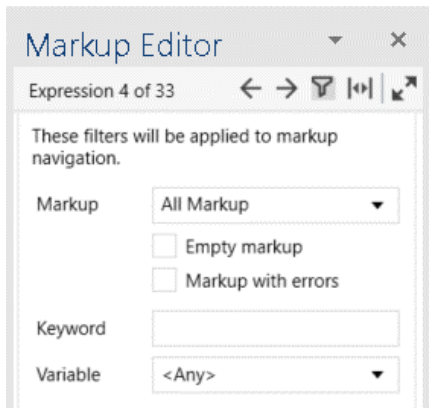 Markup Editor
Expression 4 of 33
These filters will be applied to markup
navigation.
Markup All Markup
Empty markup
Markup with errors
Keyword
Variable <Any>